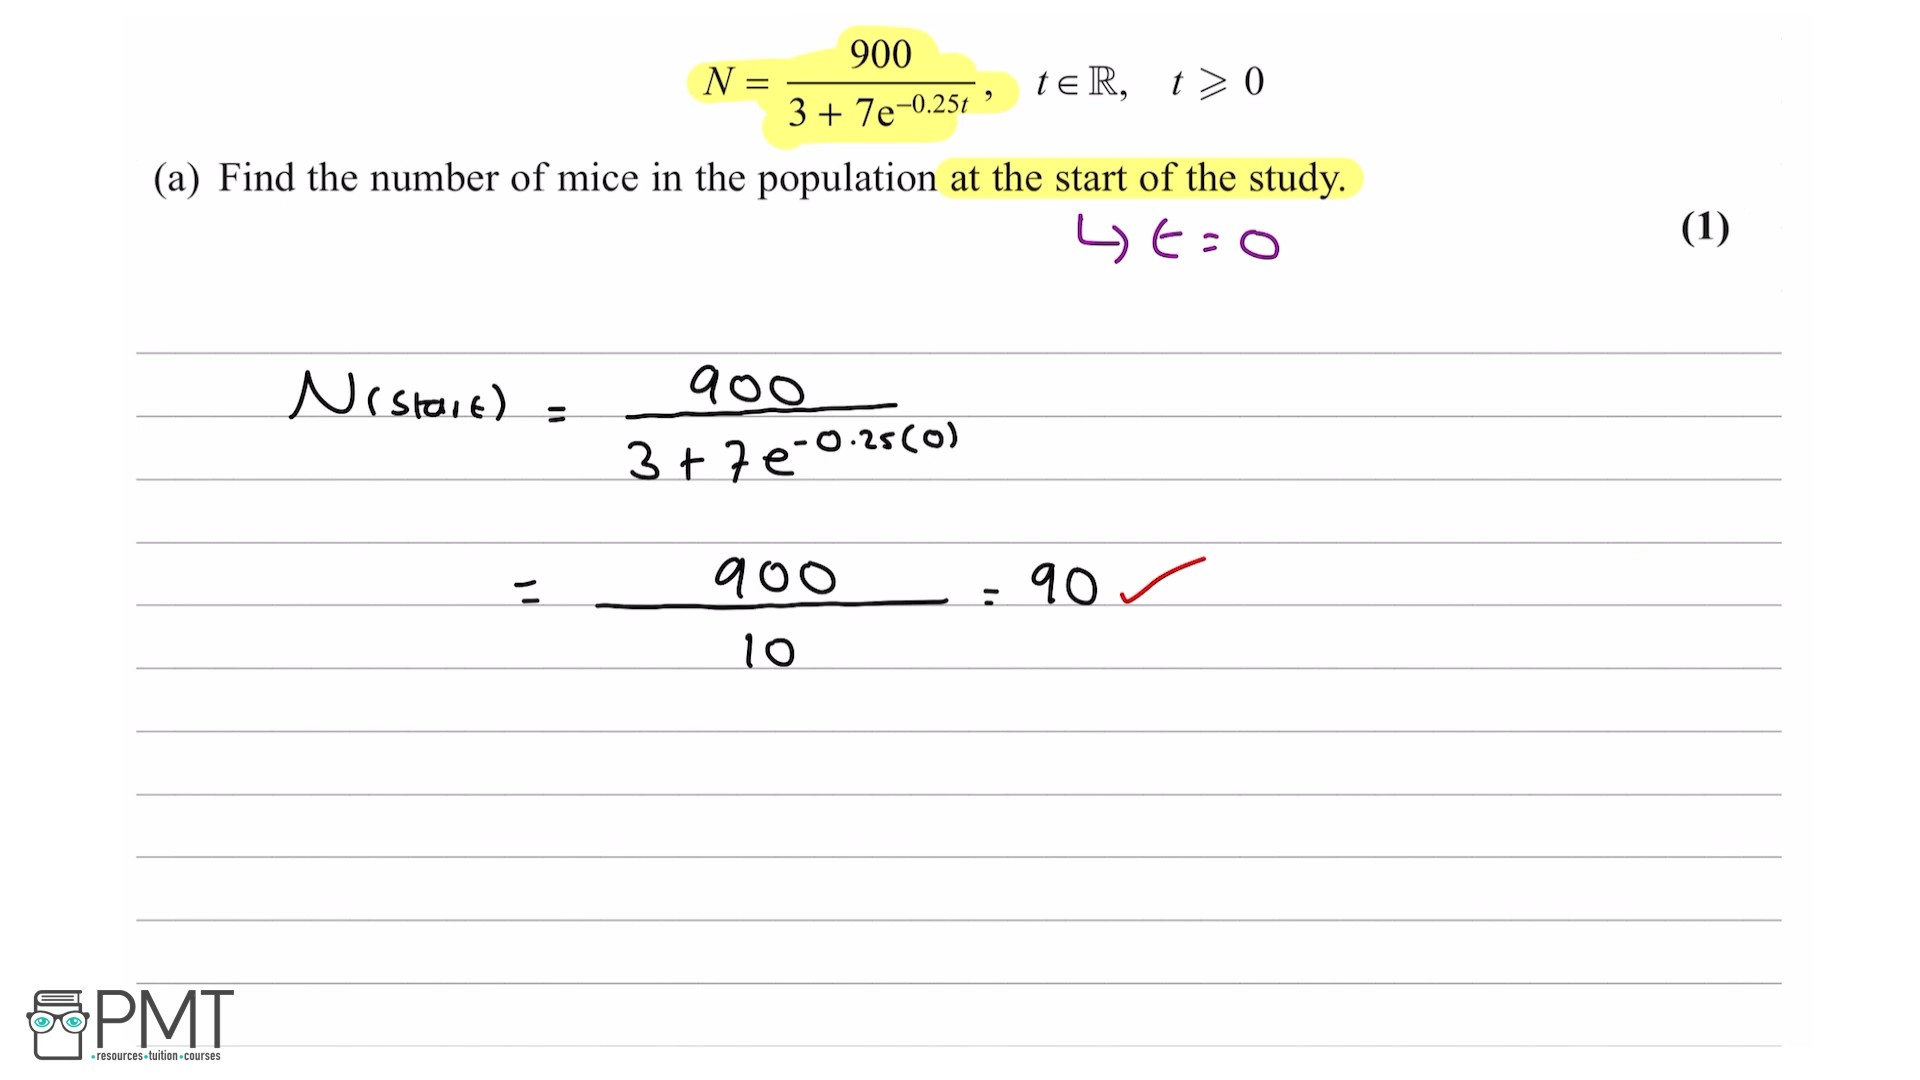 N = 900 / (3 + 7e^{−0.25t}), t ∈ ℝ, t ⩾ 0
(a) Find the number of mice in the population at the start of the study.
↳ t = 0
(1)
N(start) = 900 / (3 + 7e^{-0.25(0)})
= 900 / 10 = 90 ✓
PMT
•resources•tuition•courses